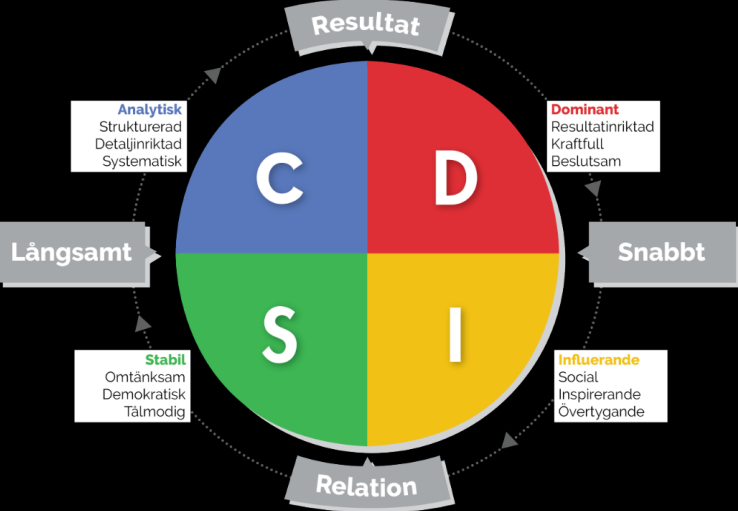 Resultat
Analytisk
Strukturerad
Detaljinriktad
Systematisk
Dominant
Resultatinriktad
Kraftfull
Beslutsam
C
D
Långsamt
Snabbt
S
I
Stabil
Omtänksam
Demokratisk
Tålmodig
Influerande
Social
Inspirerande
Övertygande
Relation